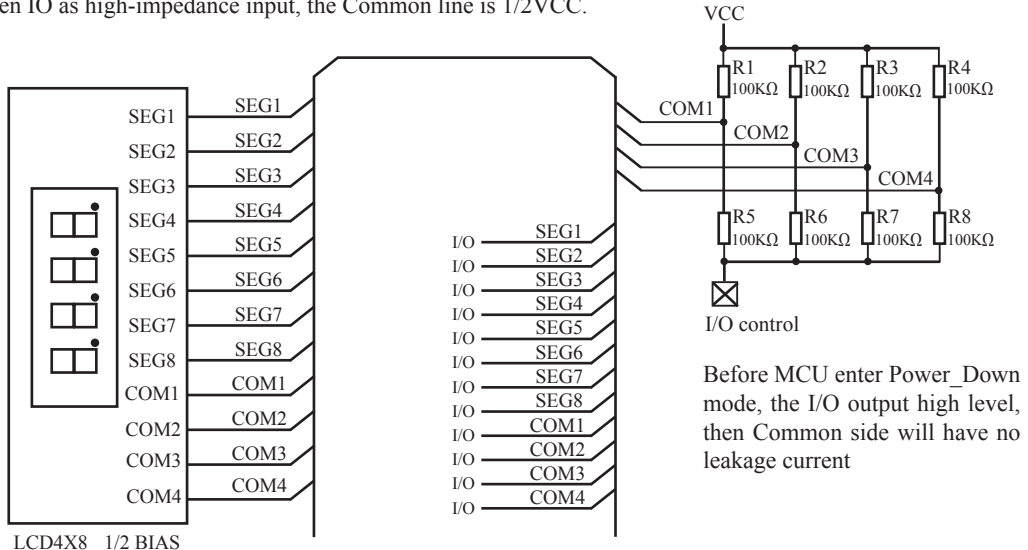 en IO as high-impedance input, the Common line is 1/2VCC.
VCC
R1 R2 R3 R4
100KΩ 100KΩ 100KΩ 100KΩ
COM1
COM2
COM3
COM4
R5 R6 R7 R8
100KΩ 100KΩ 100KΩ 100KΩ
I/O control
Before MCU enter Power_Down
mode, the I/O output high level,
then Common side will have no
leakage current
SEG1 SEG1
SEG2 SEG2
SEG3 SEG3
SEG4 SEG4
SEG5 SEG5
SEG6 SEG6
SEG7 SEG7
SEG8 SEG8
COM1 COM1
COM2 COM2
COM3 COM3
COM4 COM4
I/O SEG1
I/O SEG2
I/O SEG3
I/O SEG4
I/O SEG5
I/O SEG6
I/O SEG7
I/O SEG8
I/O COM1
I/O COM2
I/O COM3
I/O COM4
LCD4X8 1/2 BIAS